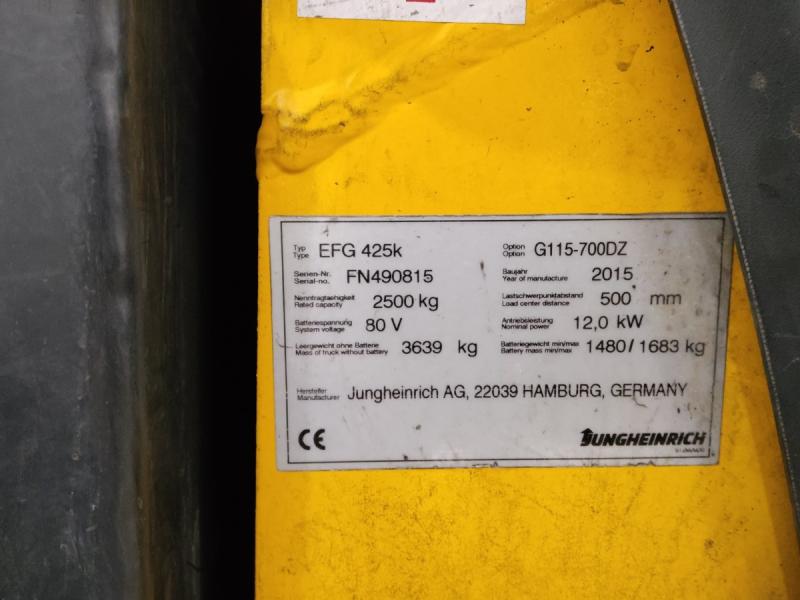 Typ
Type EFG 425k
Option
Option G115-700DZ
Serien-Nr.
Serial-no. FN490815
Baujahr
Year of manufacture 2015
Nenntragfaehigkeit
Rated capacity 2500 kg
Lastschwerpunktabstand
Load center distance 500 mm
Batteriespannung
System voltage 80 V
Antriebsleistung
Nominal power 12,0 kW
Leergewicht ohne Batterie
Mass of truck without battery 3639 kg
Batteriegewicht min/max
Battery mass min/max 1480/1683 kg
Hersteller
Manufacturer Jungheinrich AG, 22039 HAMBURG, GERMANY
CE
JUNGHEINRICH